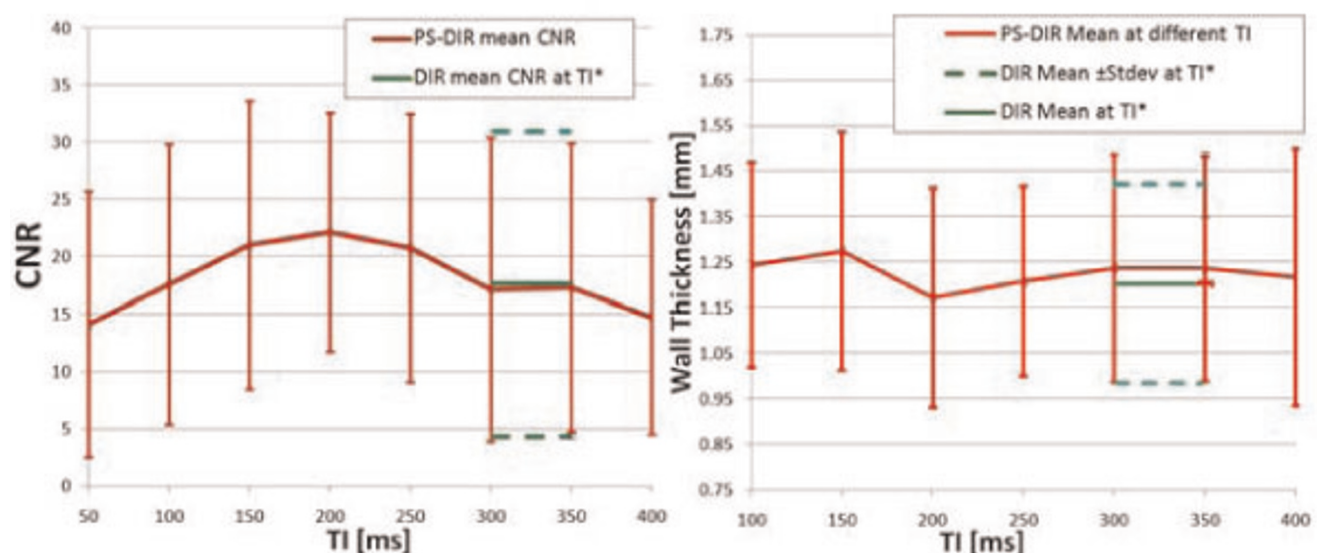 40
35
30
25
20
15
10
5
0
CNR
PS-DIR mean CNR
DIR mean CNR at TI*
50 100 150 200 250 300 350 400
TI [ms]
1.75
1.65
1.55
1.45
1.35
1.25
1.15
1.05
0.95
0.85
0.75
Wall Thickness [mm]
PS-DIR Mean at different TI
DIR Mean ±Stdev at TI*
DIR Mean at TI*
100 150 200 250 300 350 400
TI [ms]